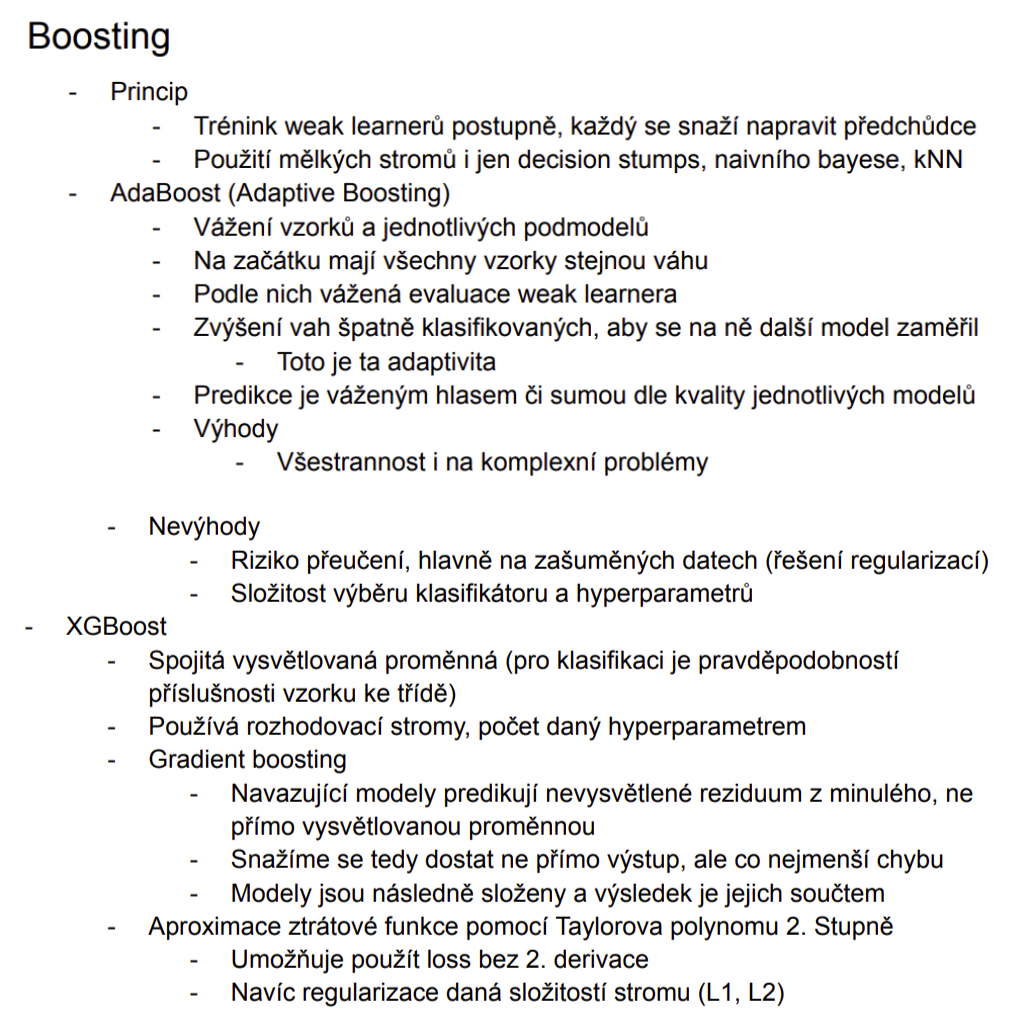 Boosting
- Princip
- Trénink weak learnerů postupně, každý se snaží napravit předchůdce
- Použití mělkých stromů i jen decision stumps, naivního bayese, kNN
- AdaBoost (Adaptive Boosting)
- Vážení vzorků a jednotlivých podmodelů
- Na začátku mají všechny vzorky stejnou váhu
- Podle nich vážená evaluace weak learnera
- Zvýšení vah špatně klasifikovaných, aby se na ně další model zaměřil
- Toto je ta adaptivita
- Predikce je váženým hlasem či sumou dle kvality jednotlivých modelů
- Výhody
- Všestrannost i na komplexní problémy
- Nevýhody
- Riziko přeučení, hlavně na zašuměných datech (řešení regularizací)
- Složitost výběru klasifikátoru a hyperparametrů
- XGBoost
- Spojitá vysvětlovaná proměnná (pro klasifikaci je pravděpodobností
příslušnosti vzorku ke třídě)
- Používá rozhodovací stromy, počet daný hyperparametrem
- Gradient boosting
- Navazující modely predikují nevysvětlené reziduum z minulého, ne
přímo vysvětlovanou proměnnou
- Snažíme se tedy dostat ne přímo výstup, ale co nejmenší chybu
- Modely jsou následně složeny a výsledek je jejich součtem
- Aproximace ztrátové funkce pomocí Taylorova polynomu 2. Stupně
- Umožňuje použít loss bez 2. derivace
- Navíc regularizace daná složitostí stromu (L1, L2)